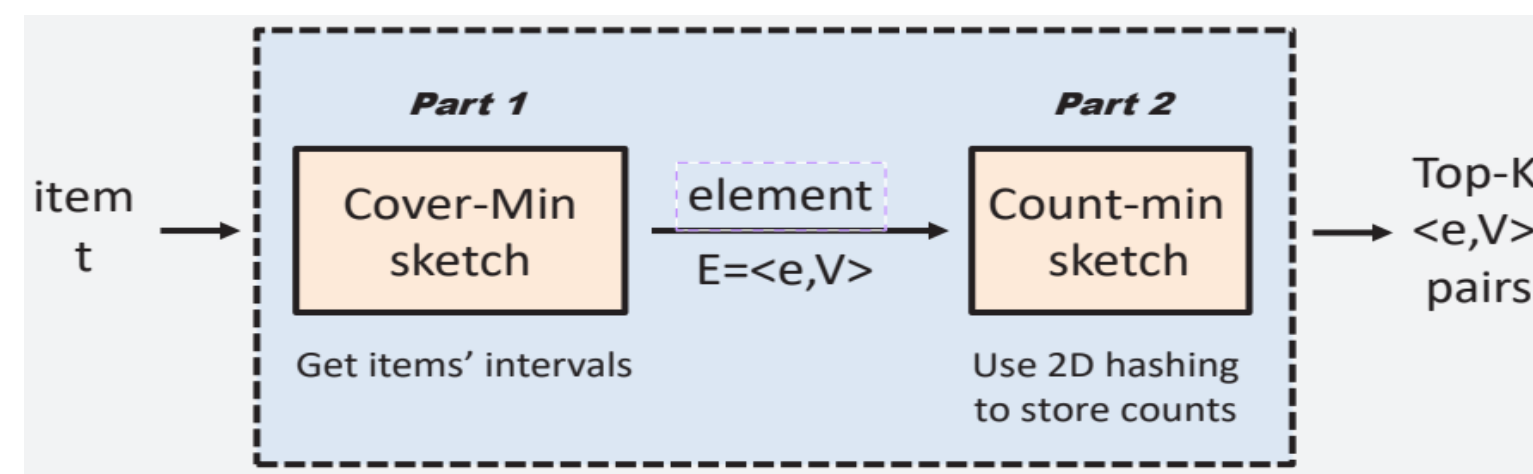 item
t
Part 1
Cover-Min
sketch
Get items’ intervals
element
E=<e,V>
Part 2
Count-min
sketch
Use 2D hashing
to store counts
Top-K
<e,V>
pairs